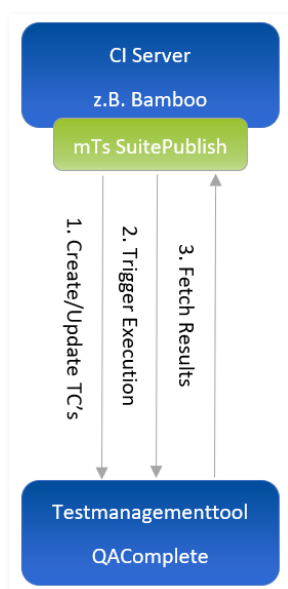 CI Server
z.B. Bamboo
mTs SuitePublish
1. Create/Update TC's
2. Trigger Execution
3. Fetch Results
Testmanagementtool
QAComplete